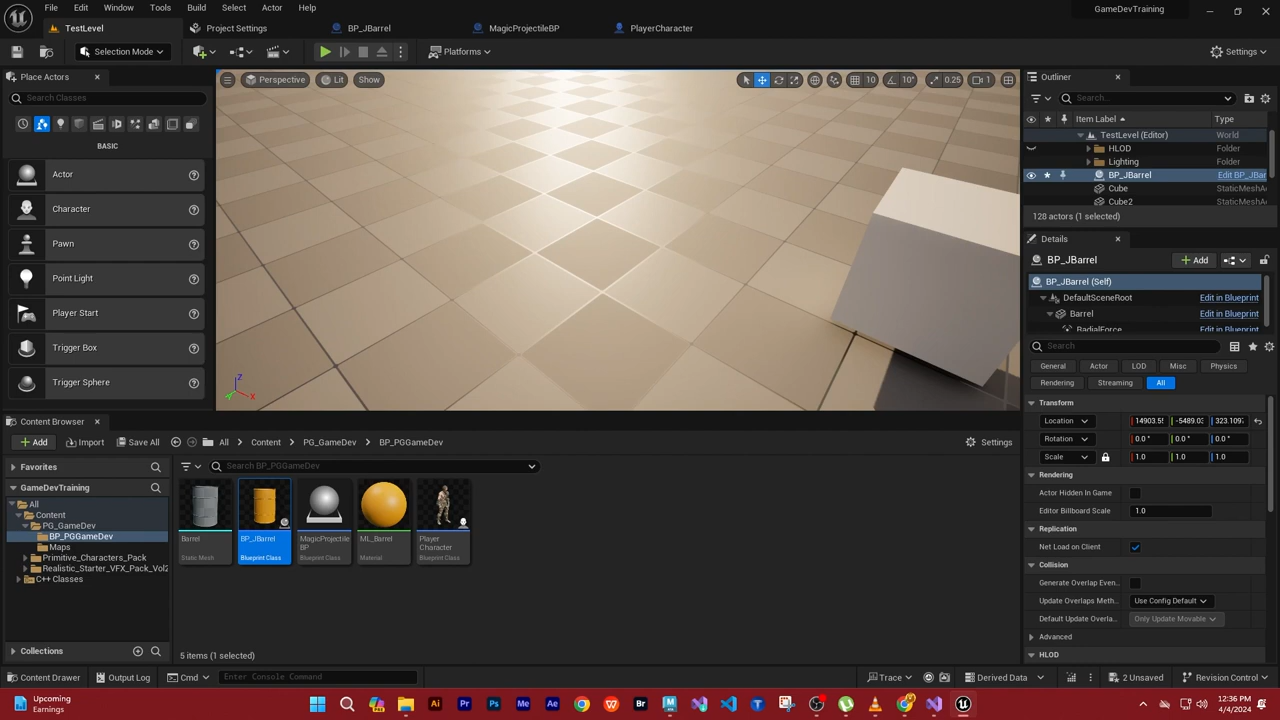 File Edit Window Tools Build Select Actor Help
GameDevTraining
TestLevel
Project Settings
BP_JBarrel
MagicProjectileBP
PlayerCharacter
Selection Mode
Platforms
Settings
Place Actors
Search Classes
BASIC
Actor
Character
Pawn
Point Light
Player Start
Trigger Box
Trigger Sphere
Perspective
Lit
Show
10
10°
0.25
1
Z
X
Y
Outliner
Search...
Item Label
Type
TestLevel (Editor) World
HLOD Folder
Lighting Folder
BP_JBarrel Edit BP_JBar
Cube StaticMeshA
Cube2 StaticMeshA
128 actors (1 selected)
Details
BP_JBarrel
Add
BP_JBarrel (Self)
DefaultSceneRoot Edit in Blueprint
Barrel Edit in Blueprint
RadialForce Edit in Blueprint
Search
General Actor LOD Misc Physics
Rendering Streaming All
Transform
Location 14903.5 -5489.0 323.109
Rotation 0.0° 0.0° 0.0°
Scale 1.0 1.0 1.0
Rendering
Actor Hidden In Game
Editor Billboard Scale 1.0
Replication
Net Load on Client
Collision
Generate Overlap Even..
Update Overlaps Meth.. Use Config Default
Default Update Overla.. Only Update Movable
Advanced
HLOD
Content Browser
Add Import Save All All Content PG_GameDev BP_PGGameDev Settings
Favorites
Search BP_PGGameDev
GameDevTraining
All
Content
PG_GameDev
BP_PGGameDev
Maps
Primitive_Characters_Pack
Realistic_Starter_VFX_Pack_Vol2
C++ Classes
Collections
Barrel
Static Mesh
BP_JBarrel
Blueprint Class
MagicProjectile
BP
Blueprint Class
ML_Barrel
Material
Player
Character
Blueprint Class
5 items (1 selected)
Content Drawer Output Log Cmd Enter Console Command Trace Derived Data 2 Unsaved Revision Control
Upcoming
Earnings
12:36 PM
4/4/2024